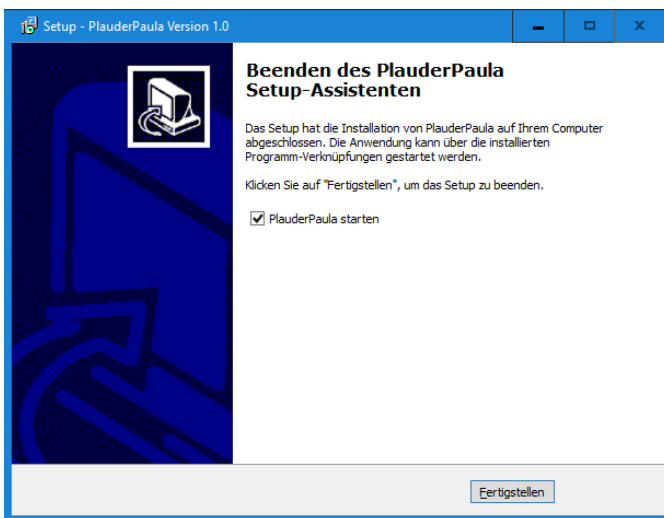 Setup - PlauderPaula Version 1.0
Beenden des PlauderPaula
Setup-Assistenten
Das Setup hat die Installation von PlauderPaula auf Ihrem Computer
abgeschlossen. Die Anwendung kann über die installierten
Programm-Verknüpfungen gestartet werden.
Klicken Sie auf "Fertigstellen", um das Setup zu beenden.
PlauderPaula starten
Fertigstellen